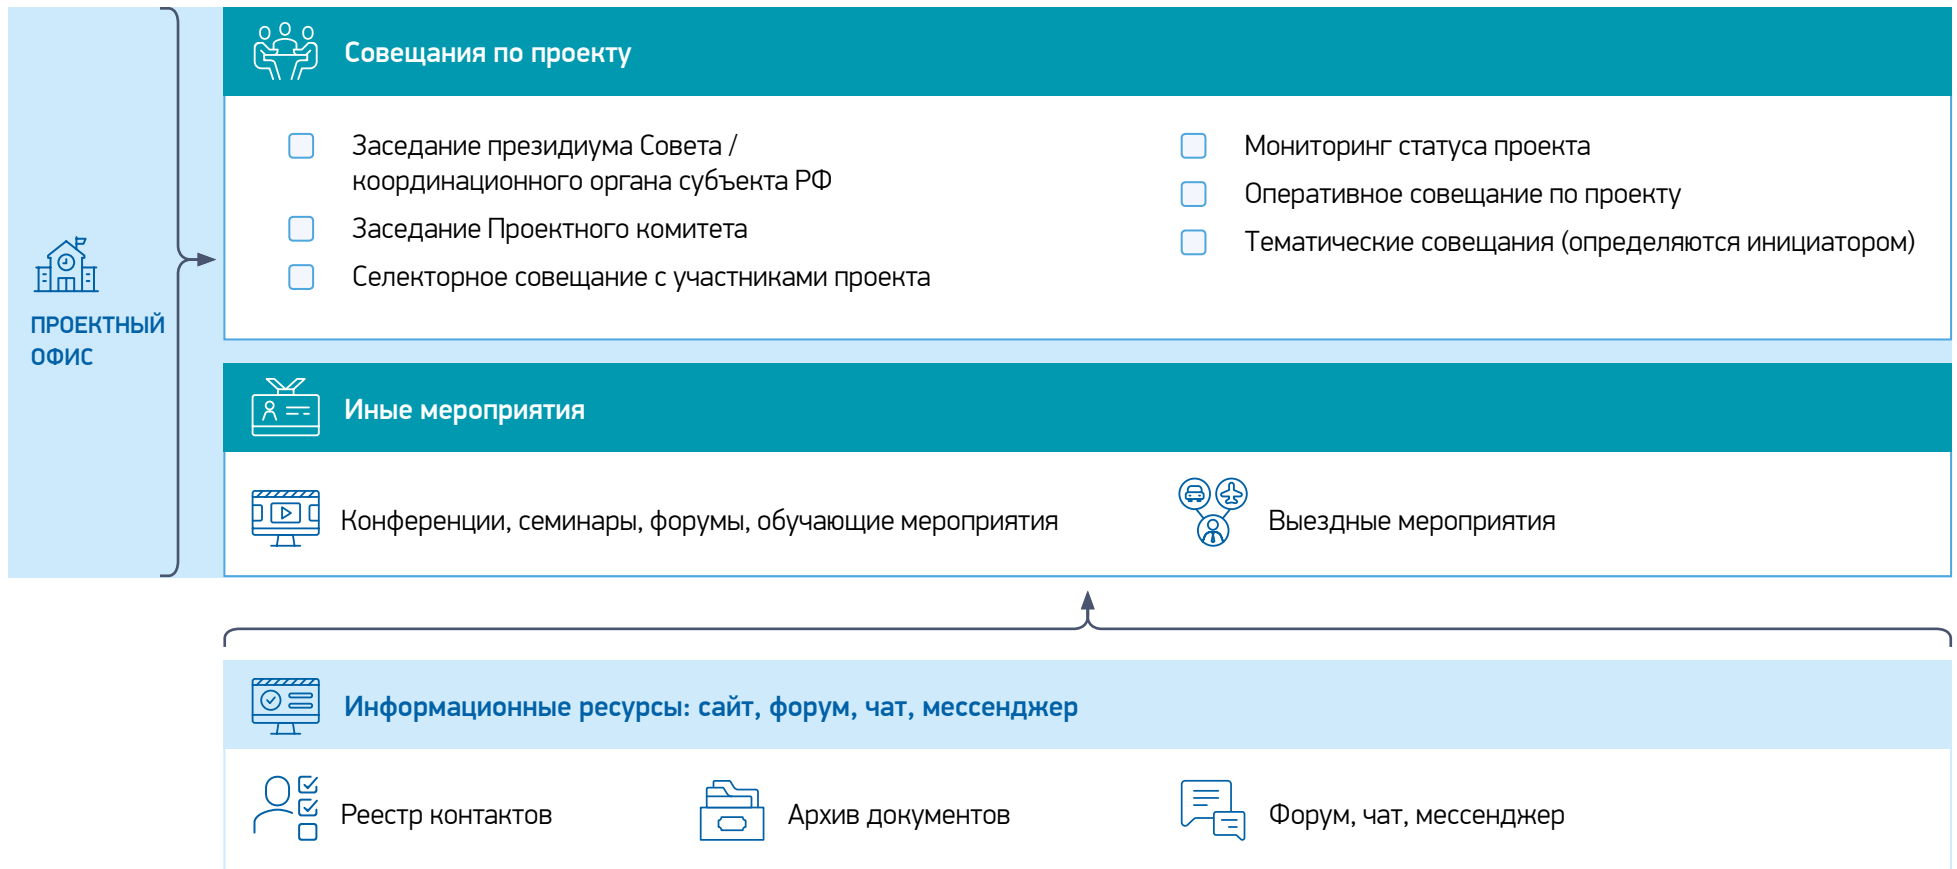 ПРОЕКТНЫЙ
ОФИС
Совещания по проекту
Заседание президиума Совета /
координационного органа субъекта РФ
Заседание Проектного комитета
Селекторное совещание с участниками проекта
Мониторинг статуса проекта
Оперативное совещание по проекту
Тематические совещания (определяются инициатором)
Иные мероприятия
Конференции, семинары, форумы, обучающие мероприятия
Выездные мероприятия
Информационные ресурсы: сайт, форум, чат, мессенджер
Реестр контактов
Архив документов
Форум, чат, мессенджер